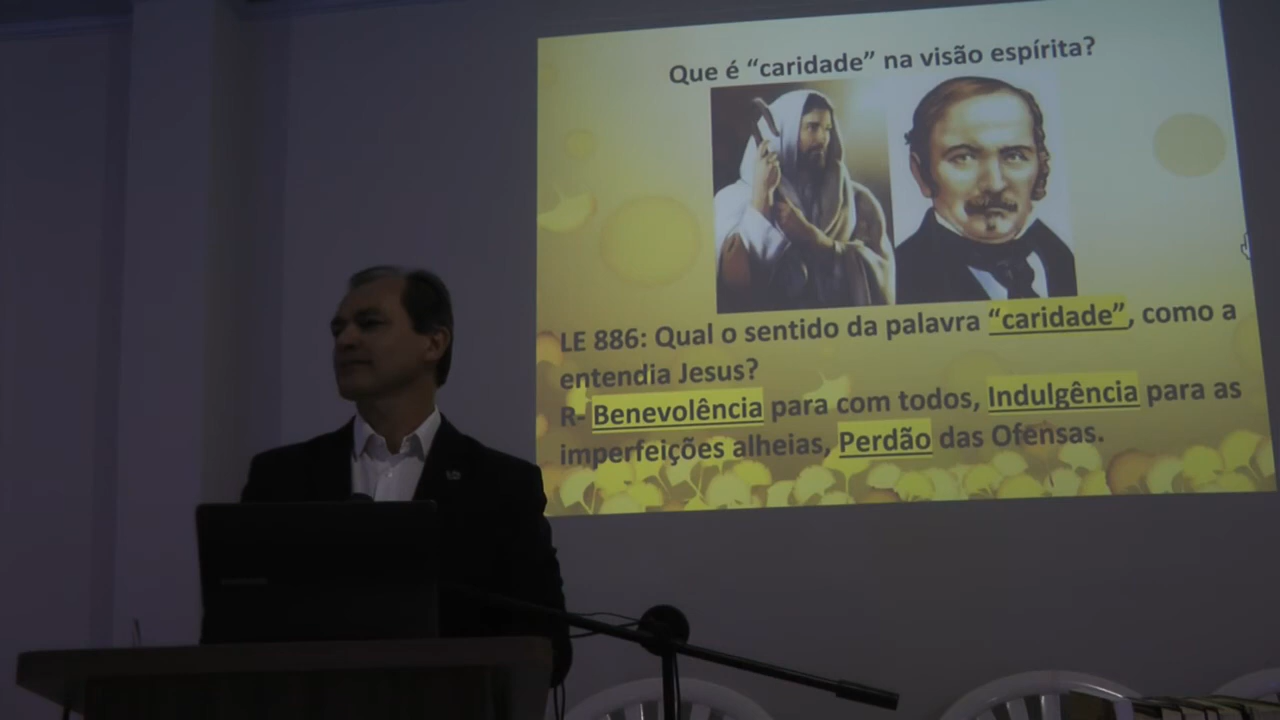 Que é “caridade” na visão espírita?
LE 886: Qual o sentido da palavra “caridade”, como a
entendia Jesus?
R- Benevolência para com todos, Indulgência para as
imperfeições alheias, Perdão das Ofensas.